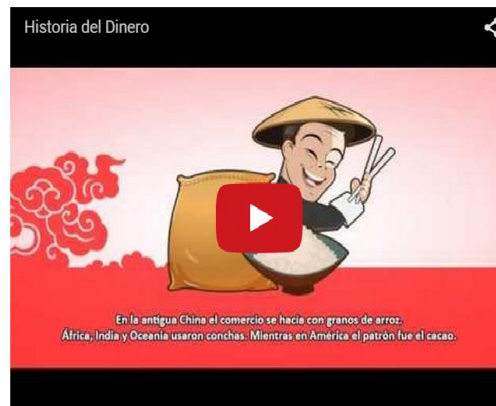 Historia del Dinero
En la antigua China el comercio se hacía con granos de arroz.
África, India y Oceanía usaron conchas. Mientras en América el patrón fue el cacao.